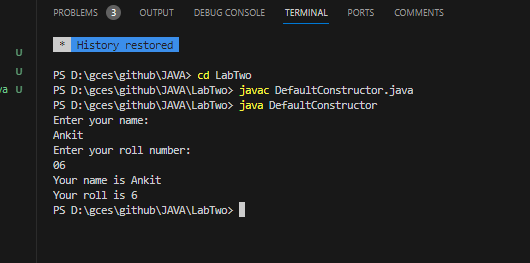 PROBLEMS 3 OUTPUT DEBUG CONSOLE TERMINAL PORTS COMMENTS
* History restored
U
PS D:\gces\github\JAVA> cd LabTwo
U
va U
PS D:\gces\github\JAVA\LabTwo> javac DefaultConstructor.java
PS D:\gces\github\JAVA\LabTwo> java DefaultConstructor
Enter your name:
Ankit
Enter your roll number:
06
Your name is Ankit
Your roll is 6
PS D:\gces\github\JAVA\LabTwo>